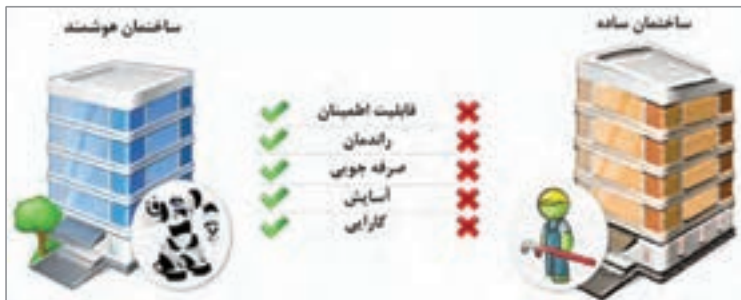 ساختمان ساده
ساختمان هوشمند
قابلیت اطمینان
راندمان
صرفه جویی
آسایش
کارایی